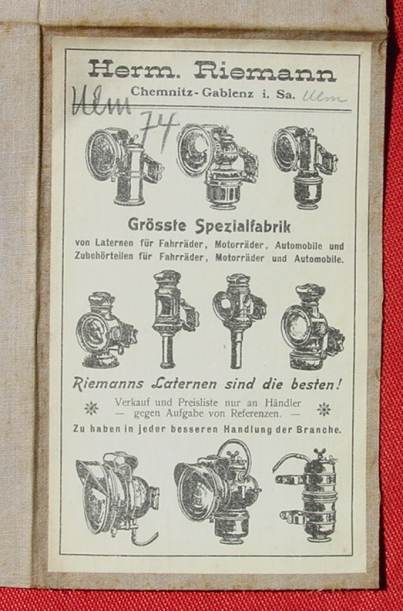 Herm. Riemann
Chemnitz-Gablenz i. Sa. Ulm
Ulm
74
Grösste Spezialfabrik
von Laternen für Fahrräder, Motorräder, Automobile und
Zubehörteilen für Fahrräder, Motorräder und Automobile.
Riemanns Laternen sind die besten!
Verkauf und Preisliste nur an Händler
— gegen Aufgabe von Referenzen. —
Zu haben in jeder besseren Handlung der Branche.